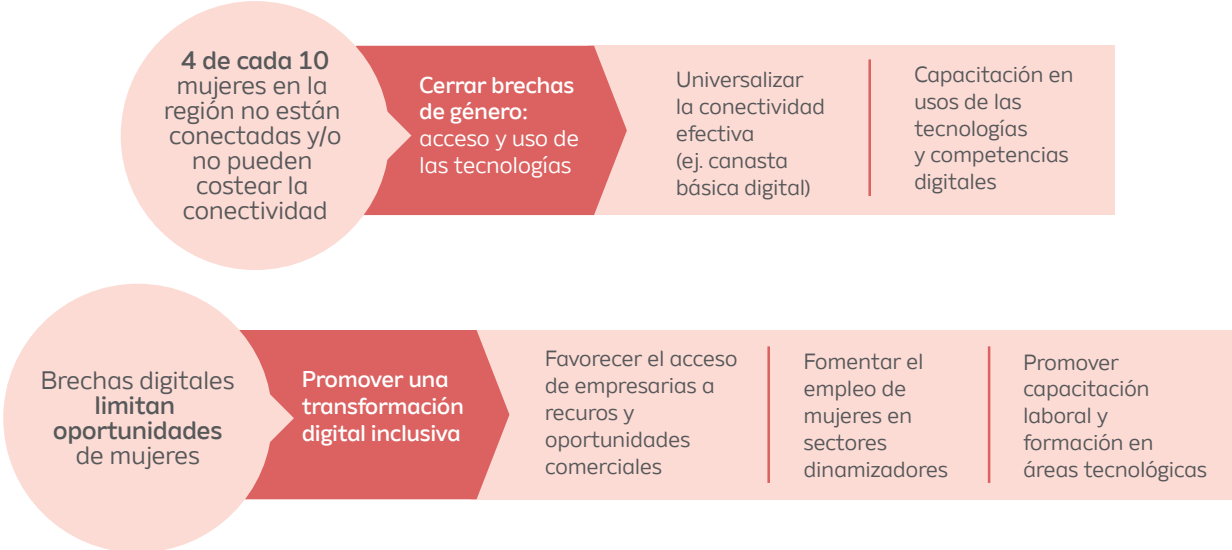 4 de cada 10
mujeres en la
región no están
conectadas y/o
no pueden
costear la
conectividad
Cerrar brechas
de género:
acceso y uso de
las tecnologías
Universalizar
la conectividad
efectiva
(ej. canasta
básica digital)
Capacitación en
usos de las
tecnologías
y competencias
digitales
Brechas digitales
limitan
oportunidades
de mujeres
Promover una
transformación
digital inclusiva
Favorecer el acceso
de empresarias a
recuros y
oportunidades
comerciales
Fomentar el
empleo de
mujeres en
sectores
dinamizadores
Promover
capacitación
laboral y
formación en
áreas tecnológicas